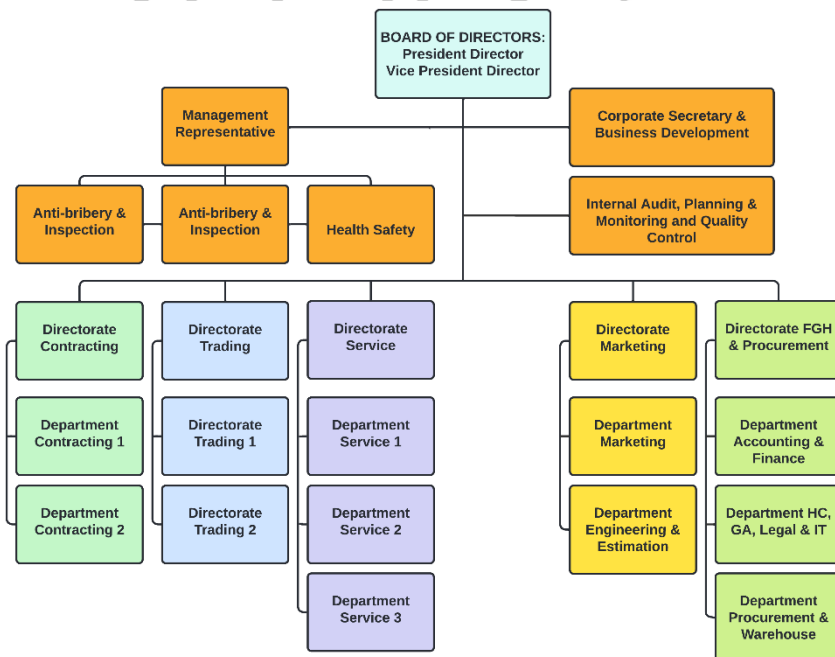 BOARD OF DIRECTORS:
President Director
Vice President Director
Management
Representative
Corporate Secretary &
Business Development
Anti-bribery &
Inspection
Anti-bribery &
Inspection
Health Safety
Internal Audit, Planning &
Monitoring and Quality
Control
Directorate
Contracting
Directorate
Trading
Directorate
Service
Directorate
Marketing
Directorate FGH
& Procurement
Department
Contracting 1
Directorate
Trading 1
Department
Service 1
Department
Marketing
Department
Accounting &
Finance
Department
Contracting 2
Directorate
Trading 2
Department
Service 2
Department
Engineering &
Estimation
Department HC,
GA, Legal & IT
Department
Service 3
Department
Procurement &
Warehouse